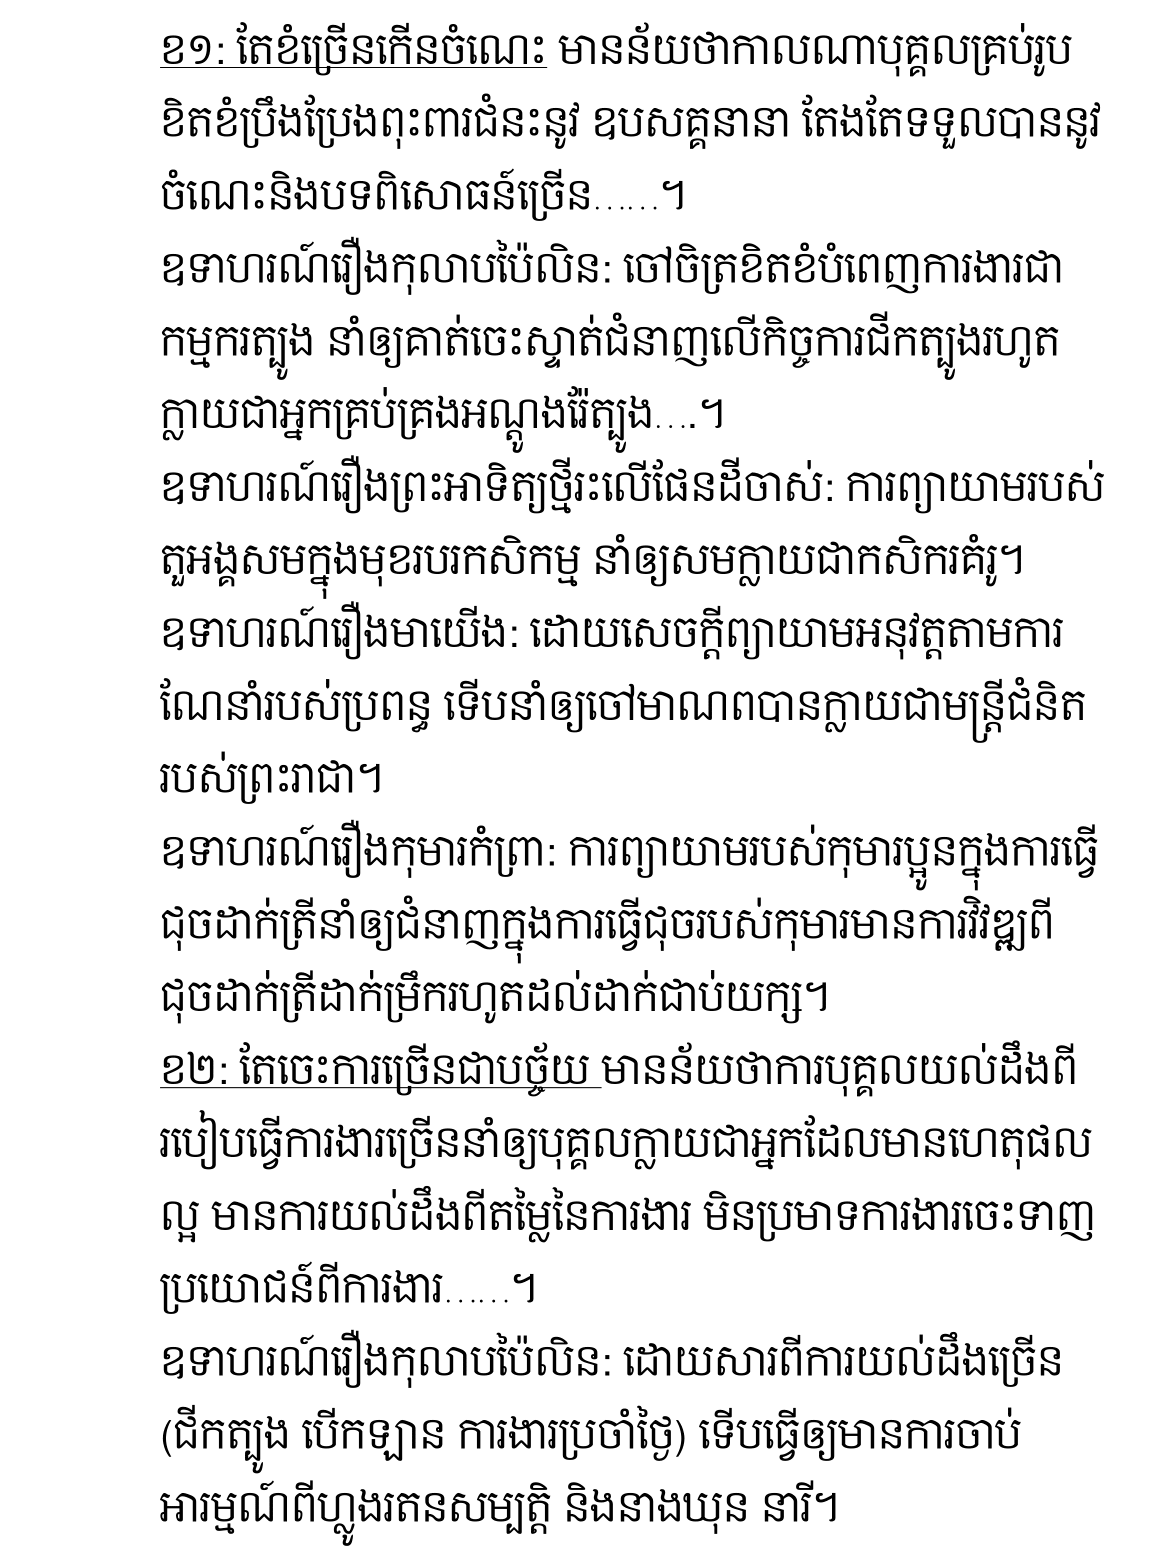 ខ១: តែខំច្រើនកើនចំណេះ មានន័យថាកាលណាបុគ្គលគ្រប់រូប
ខិតខំប្រឹងប្រែងពុះពារជំនះនូវ ឧបសគ្គនានា តែងតែទទួលបាននូវ
ចំណេះនិងបទពិសោធន៍ច្រើន……។
ឧទាហរណ៍រឿងកុលាបប៉ៃលិន: ចៅចិត្រខិតខំបំពេញការងារជា
កម្មករត្បូង នាំឲ្យគាត់ចេះស្ទាត់ជំនាញលើកិច្ចការជីកត្បូងរហូត
ក្លាយជាអ្នកគ្រប់គ្រងអណ្តូងរ៉ែត្បូង….។
ឧទាហរណ៍រឿងព្រះអាទិត្យថ្មីរះលើផែនដីចាស់: ការព្យាយាមរបស់
តួអង្គសមក្នុងមុខរបរកសិកម្ម នាំឲ្យសមក្លាយជាកសិករគំរូ។
ឧទាហរណ៍រឿងមាយើង: ដោយសេចក្តីព្យាយាមអនុវត្តតាមការ
ណែនាំរបស់ប្រពន្ធ ទើបនាំឲ្យចៅមាណពបានក្លាយជាមន្ត្រីជំនិត
របស់ព្រះរាជា។
ឧទាហរណ៍រឿងកុមារកំព្រា: ការព្យាយាមរបស់កុមារប្អូនក្នុងការធ្វើ
ជុចដាក់ត្រីនាំឲ្យជំនាញក្នុងការធ្វើជុចរបស់កុមារមានការវិវឌ្ឍពី
ជុចដាក់ត្រីដាក់ម្រឹករហូតដល់ដាក់ជាប់យក្ស។
ខ២: តែចេះការច្រើនជាបច្ច័យ មានន័យថាការបុគ្គលយល់ដឹងពី
របៀបធ្វើការងារច្រើននាំឲ្យបុគ្គលក្លាយជាអ្នកដែលមានហេតុផល
ល្អ មានការយល់ដឹងពីតម្លៃនៃការងារ មិនប្រមាទការងារចេះទាញ
ប្រយោជន៍ពីការងារ……។
ឧទាហរណ៍រឿងកុលាបប៉ៃលិន: ដោយសារពីការយល់ដឹងច្រើន
(ជីកត្បូង បើកឡាន ការងារប្រចាំថ្ងៃ) ទើបធ្វើឲ្យមានការចាប់
អារម្មណ៍ពីហ្លួងរតនសម្បត្តិ និងនាងឃុន នារី។